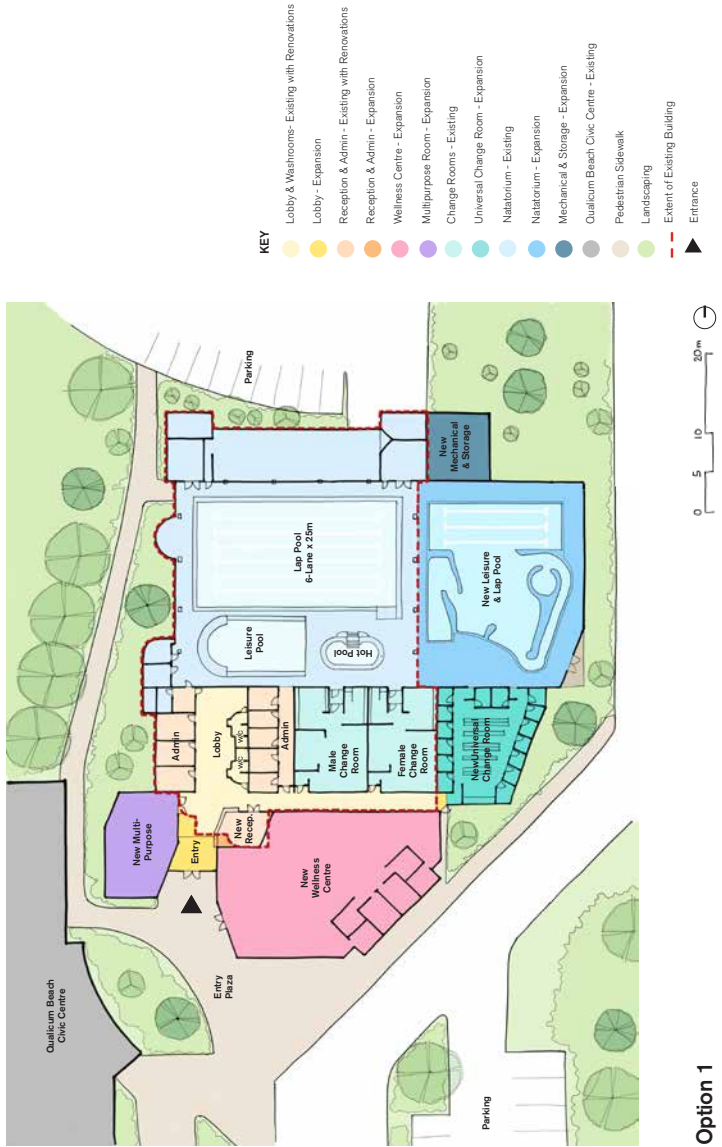 Qualicum Beach
Civic Centre
New Multi-
Purpose
Entry
Entry
Plaza
Admin
Lobby
W/C
W/C
Admin
New
Recep.
New
Wellness
Centre
Male
Change
Room
Female
Change
Room
NewUniversal
Change Room
Leisure
Pool
Hot Pool
Lap Pool
6-Lane x 25m
New Leisure
& Lap Pool
New
Mechanical
& Storage
Parking
Parking
KEY
Lobby & Washrooms- Existing with Renovations
Lobby - Expansion
Reception & Admin - Existing with Renovations
Reception & Admin - Expansion
Wellness Centre - Expansion
Multipurpose Room - Expansion
Change Rooms - Existing
Universal Change Room - Expansion
Natatorium - Existing
Natatorium - Expansion
Mechanical & Storage - Expansion
Qualicum Beach Civic Centre - Existing
Pedestrian Sidewalk
Landscaping
Extent of Existing Building
Entrance
Option 1
0 5 10 20m